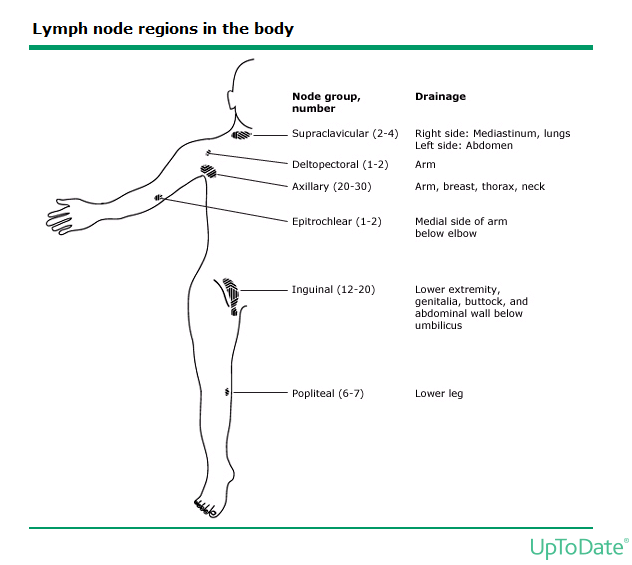 Lymph node regions in the body
Node group, number
Drainage
Supraclavicular (2-4)
Right side: Mediastinum, lungs
Left side: Abdomen
Deltopectoral (1-2)
Arm
Axillary (20-30)
Arm, breast, thorax, neck
Epitrochlear (1-2)
Medial side of arm
below elbow
Inguinal (12-20)
Lower extremity,
genitalia, buttock, and
abdominal wall below
umbilicus
Popliteal (6-7)
Lower leg
UpToDate®